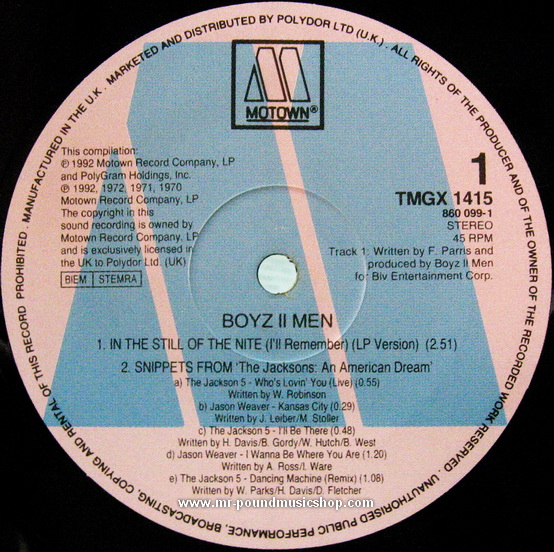 MANUFACTURED IN THE U.K. MARKETED AND DISTRIBUTED BY POLYDOR LTD (U.K.). ALL RIGHTS OF THE PRODUCER AND OF THE OWNER OF THE RECORDED WORK RESERVED. UNAUTHORISED PUBLIC PERFORMANCE, BROADCASTING, COPYING AND RENTAL OF THIS RECORD PROHIBITED.
MOTOWN®
This compilation:
℗ 1992 Motown Record Company, LP
and PolyGram Holdings, Inc.
℗ 1992, 1972, 1971, 1970
Motown Record Company, LP
The copyright in this
sound recording is owned by
Motown Record Company, LP
and is exclusively licensed in
the UK to Polydor Ltd. (UK)
BIEM STEMRA
1
TMGX 1415
860 099-1
STEREO
45 RPM
Track 1: Written by F. Parris and
produced by Boyz II Men
for Biv Entertainment Corp.
BOYZ II MEN
1. IN THE STILL OF THE NITE (I'll Remember) (LP Version) (2.51)
2. SNIPPETS FROM 'The Jacksons: An American Dream'
a) The Jackson 5 - Who's Lovin' You (Live) (0.55)
Written by W. Robinson
b) Jason Weaver - Kansas City (0:29)
Written by J. Leiber/M. Stoller
c) The Jackson 5 - I'll Be There (0.48)
Written by H. Davis/B. Gordy/W. Hutch/B. West
d) Jason Weaver - I Wanna Be Where You Are (1.20)
Written by A. Ross/I. Ware
e) The Jackson 5 - Dancing Machine (Remix) (1.08)
Written by W. Parks/H. Davis/D. Fletcher
www.mr-poundmusicshop.com